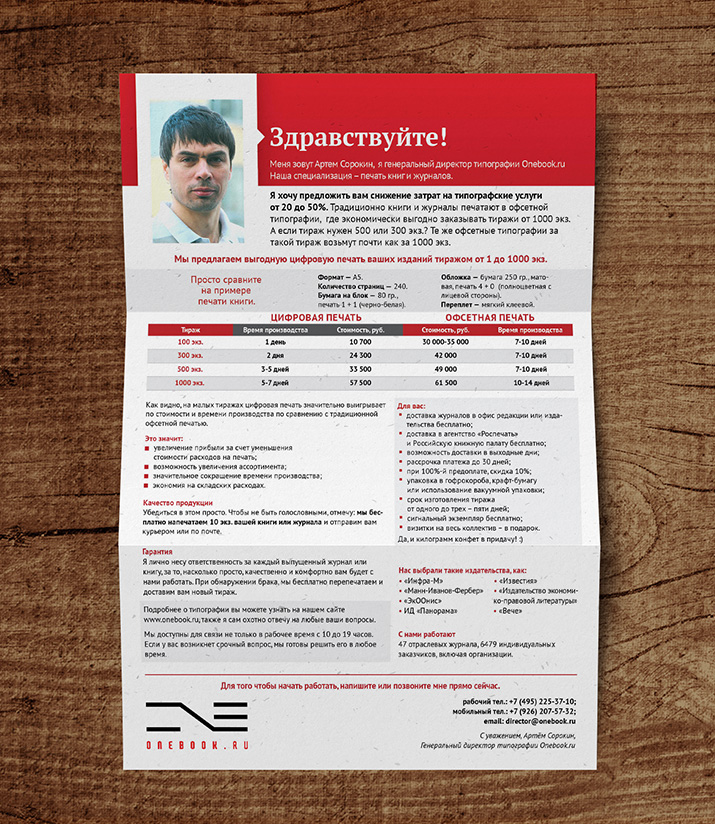 Здравствуйте!
Меня зовут Артем Сорокин, я генеральный директор типографии Onebook.ru
Наша специализация – печать книг и журналов.
Я хочу предложить вам снижение затрат на типографские услуги
от 20 до 50%. Традиционно книги и журналы печатают в офсетной
типографии, где экономически выгодно заказывать тиражи от 1000 экз.
А если тираж нужен 500 или 300 экз.? Те же офсетные типографии за
такой тираж возьмут почти как за 1000 экз.
Мы предлагаем выгодную цифровую печать ваших изданий тиражом от 1 до 1000 экз.
Просто сравните
на примере
печати книги.
Формат — А5.
Количество страниц — 240.
Бумага на блок — 80 гр.,
печать 1 + 1 (черно-белая).
Обложка — бумага 250 гр., мато-
вая, печать 4 + 0 (полноцветная с
лицевой стороны).
Переплет — мягкий клеевой.
ЦИФРОВАЯ ПЕЧАТЬ ОФСЕТНАЯ ПЕЧАТЬ
Тираж Время производства Стоимость, руб. Стоимость, руб. Время производства
100 экз. 1 день 10 700 30 000-35 000 7-10 дней
300 экз. 2 дня 24 300 42 000 7-10 дней
500 экз. 3-5 дней 33 500 49 000 7-10 дней
1000 экз. 5-7 дней 57 500 61 500 10-14 дней
Как видно, на малых тиражах цифровая печать значительно выигрывает
по стоимости и времени производства по сравнению с традиционной
офсетной печатью.
Это значит:
увеличение прибыли за счет уменьшения
стоимости расходов на печать;
возможность увеличения ассортимента;
значительное сокращение времени производства;
экономия на складских расходах.
Качество продукции
Убедиться в этом просто. Чтобы не быть голословными, отмечу: мы бес-
платно напечатаем 10 экз. вашей книги или журнала и отправим вам
курьером или по почте.
Гарантия
Я лично несу ответственность за каждый выпущенный журнал или
книгу, за то, насколько просто, качественно и комфортно вам будет с
нами работать. При обнаружении брака, мы бесплатно перепечатаем и
доставим вам новый тираж.
Подробнее о типографии вы можете узнать на нашем сайте
www.onebook.ru, также я сам охотно отвечу на любые ваши вопросы.
Мы доступны для связи не только в рабочее время с 10 до 19 часов.
Если у вас возникнет срочный вопрос, мы готовы решить его в любое
время.
Для вас:
доставка журналов в офис редакции или изда-
тельства бесплатно;
доставка в агентство «Роспечать»
и Российскую книжную палату бесплатно;
возможность доставки в выходные дни;
рассрочка платежа до 30 дней;
при 100%-й предоплате, скидка 10%;
упаковка в гофрокороба, крафт-бумагу
или использование вакуумной упаковки;
срок изготовления тиража
от одного до трех – пяти дней;
сигнальный экземпляр бесплатно;
визитки на весь коллектив – в подарок.
Да, и килограмм конфет в придачу! :)
Нас выбрали такие издательства, как:
«Инфра-М»
«Манн-Иванов-Фербер»
«ЭкООнис»
ИД «Панорама»
«Известия»
«Издательство экономи-
ко-правовой литературы»
«Вече»
С нами работают
47 отраслевых журнала, 6479 индивидуальных
заказчиков, включая организации.
Для того чтобы начать работать, напишите или позвоните мне прямо сейчас.
рабочий тел.: +7 (495) 225-37-10;
мобильный тел.: +7 (926) 207-57-32;
email: director@onebook.ru
С уважением, Артём Сорокин,
Генеральный директор типографии Onebook.ru
ONEBOOK.RU